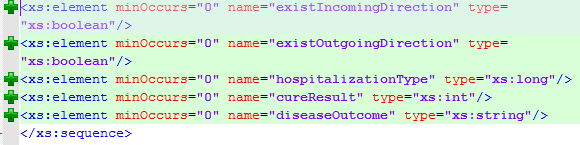 <xs:element minOccurs="0" name="existIncomingDirection" type=
"xs:boolean"/>
<xs:element minOccurs="0" name="existOutgoingDirection" type=
"xs:boolean"/>
<xs:element minOccurs="0" name="hospitalizationType" type="xs:long"/>
<xs:element minOccurs="0" name="cureResult" type="xs:int"/>
<xs:element minOccurs="0" name="diseaseOutcome" type="xs:string"/>
</xs:sequence>